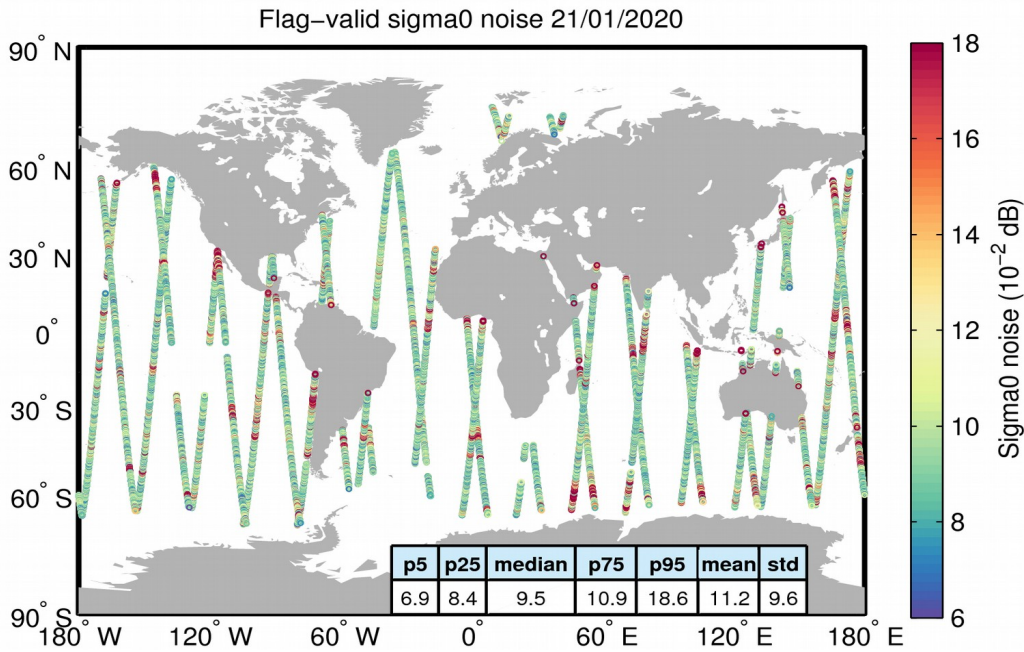 Flag−valid sigma0 noise 21/01/2020
90° N
60° N
30° N
0°
30° S
60° S
90° S
180° W 120° W 60° W 0° 60° E 120° E 180° E
p5 p25 median p75 p95 mean std
6.9 8.4 9.5 10.9 18.6 11.2 9.6
18
16
14
12
10
8
6
Sigma0 noise (10⁻² dB)